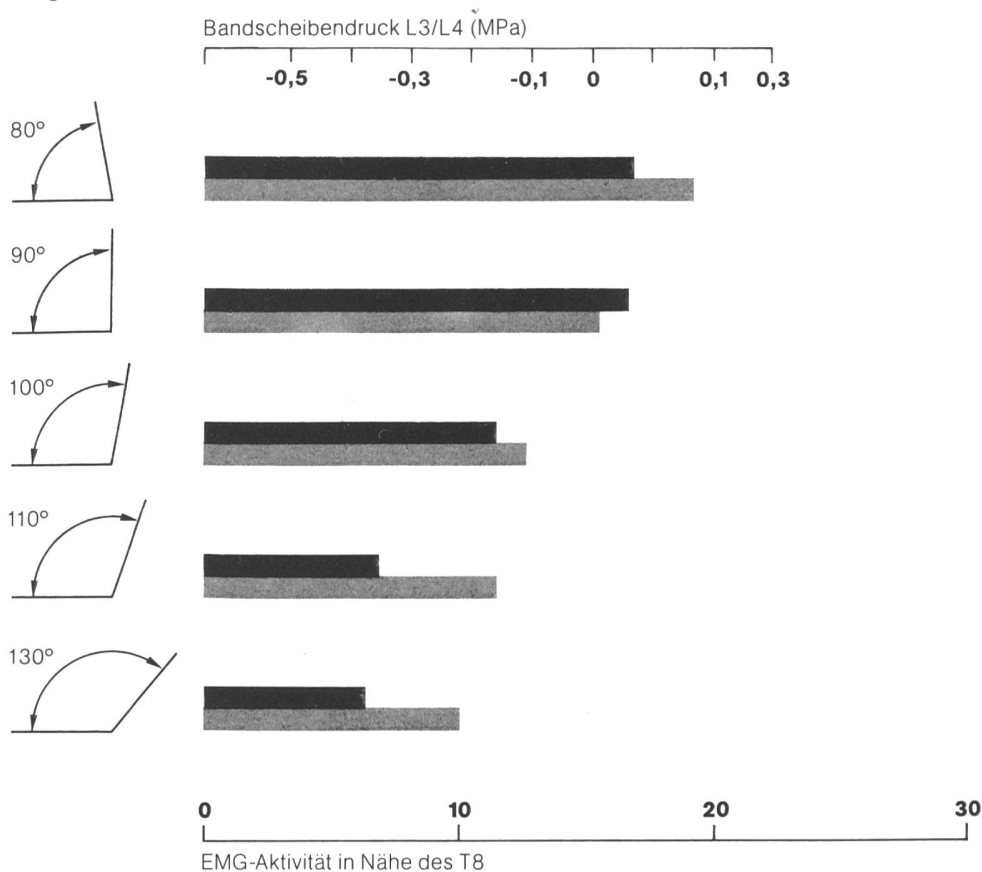 Bandscheibendruck L3/L4 (MPa)
-0,5 -0,3 -0,1 0 0,1 0,3
80°
90°
100°
110°
130°
0 10 20 30
EMG-Aktivität in Nähe des T8